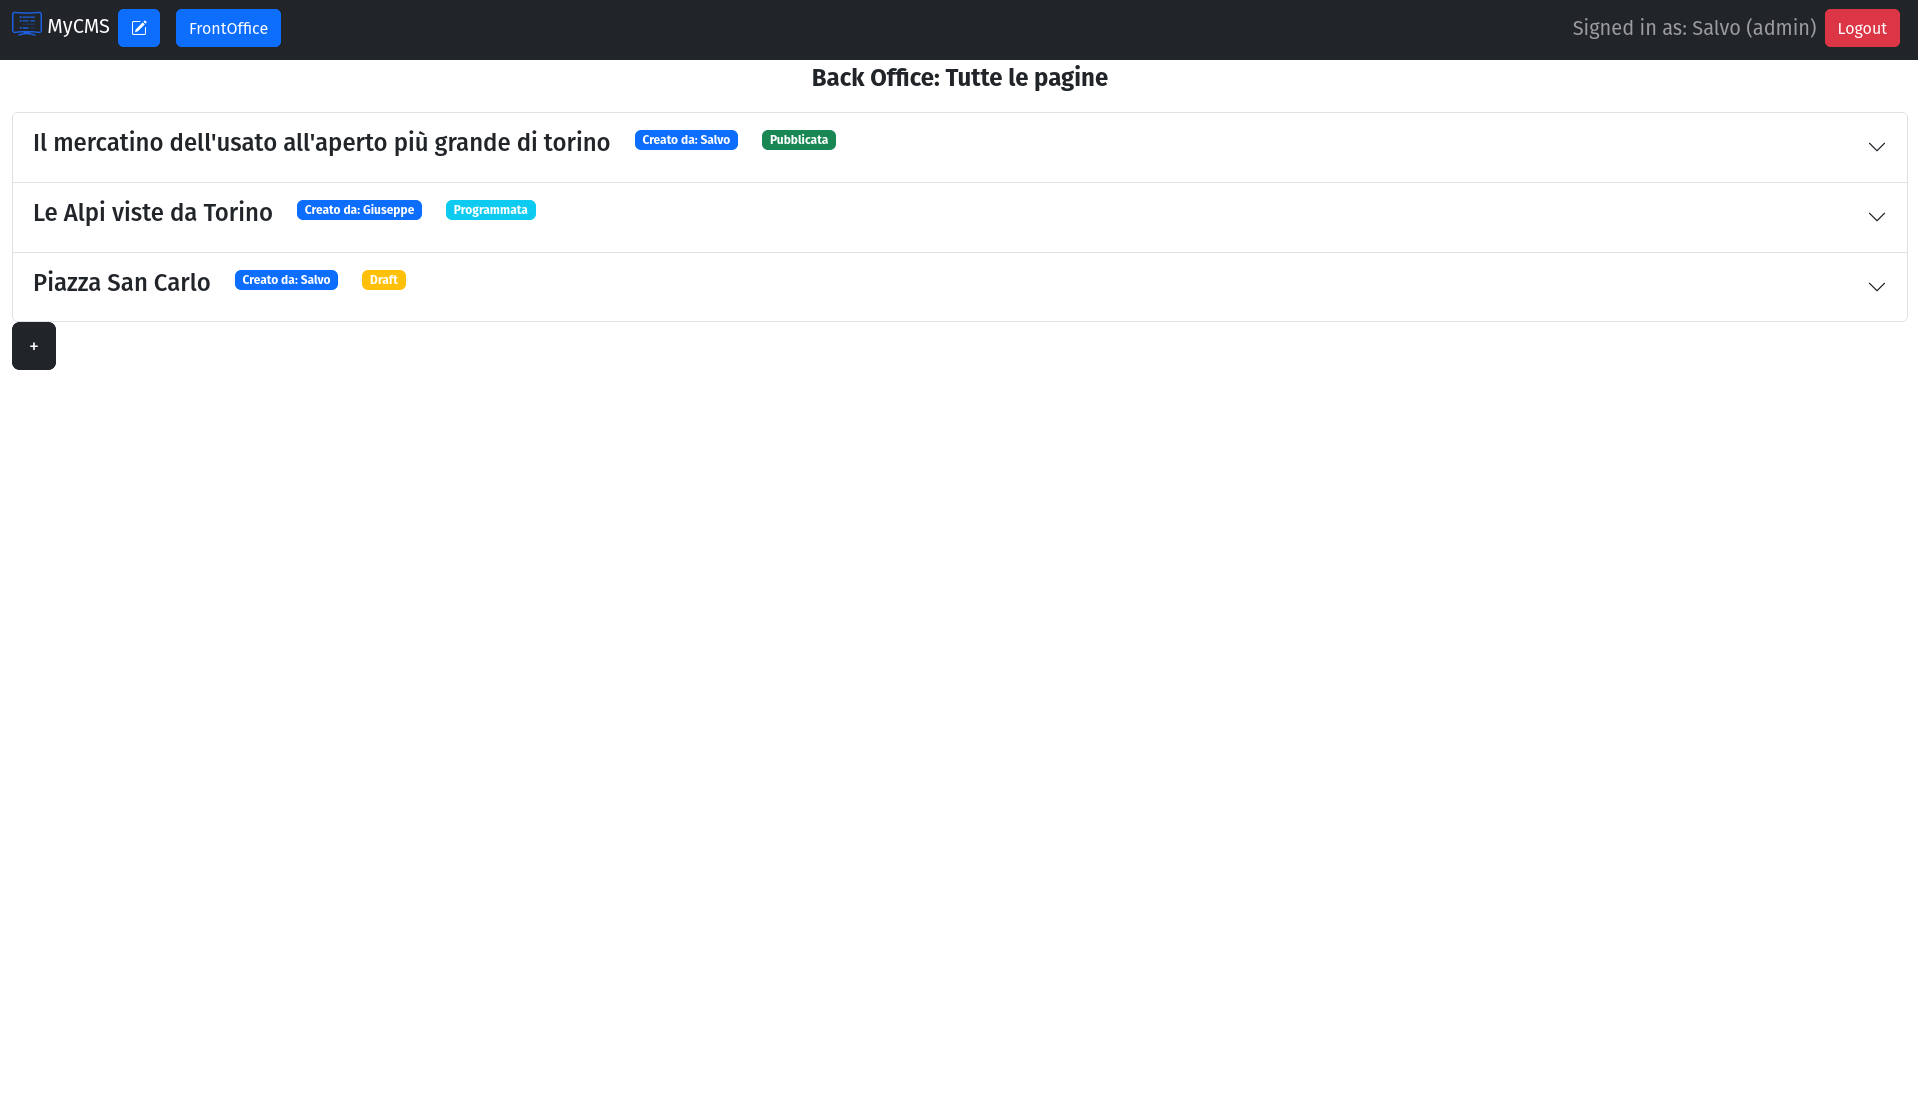 MyCMS FrontOffice Signed in as: Salvo (admin) Logout
Back Office: Tutte le pagine
Il mercatino dell'usato all'aperto più grande di torino Creato da: Salvo Pubblicata
Le Alpi viste da Torino Creato da: Giuseppe Programmata
Piazza San Carlo Creato da: Salvo Draft
+